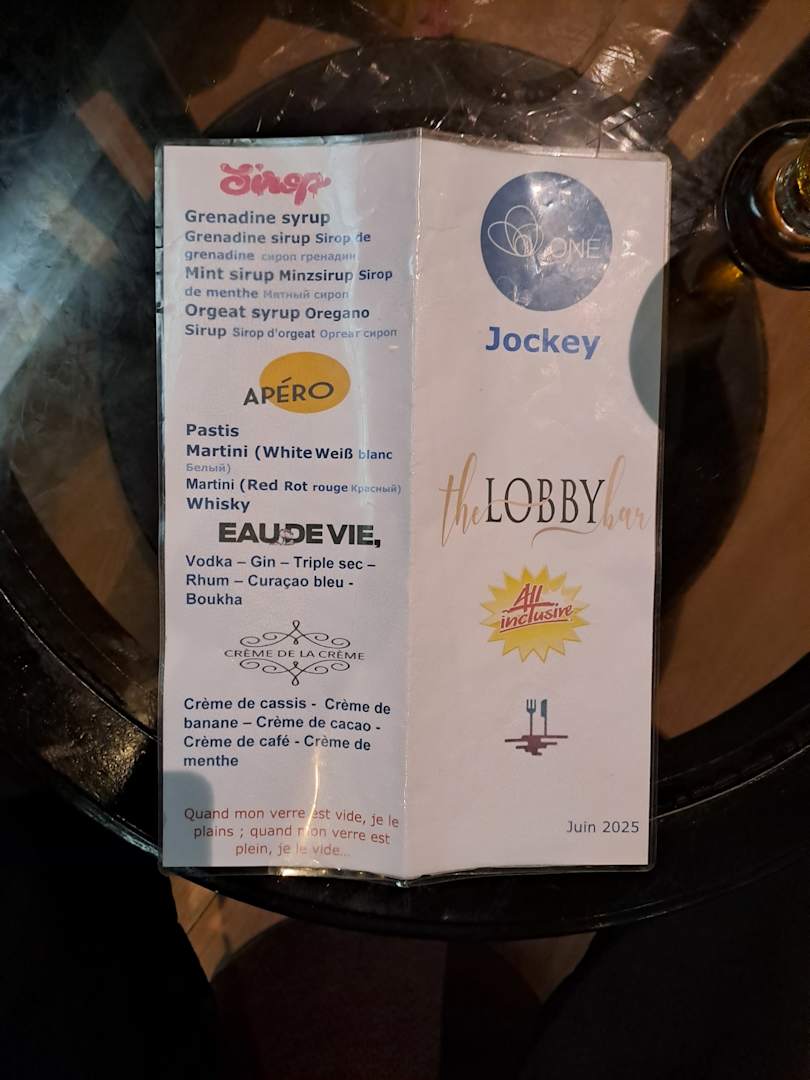 Sirop
Grenadine syrup
Grenadine sirup Sirop de
grenadine сироп гренадин
Mint sirup Minzsirup Sirop
de menthe Мятный сироп
Orgeat syrup Oregano
Sirup Sirop d'orgeat Оргеат сироп
APÉRO
Pastis
Martini (White Weiß blanc
Белый)
Martini (Red Rot rouge Красный)
Whisky
EAU DE VIE,
Vodka – Gin – Triple sec –
Rhum – Curaçao bleu -
Boukha
CRÈME DE LA CRÈME
Crème de cassis - Crème de
banane – Crème de cacao -
Crème de café - Crème de
menthe
Quand mon verre est vide, je le
plains ; quand mon verre est
plein, je le vide...
ONE
Jockey
the LOBBY bar
All
inclusive
Juin 2025